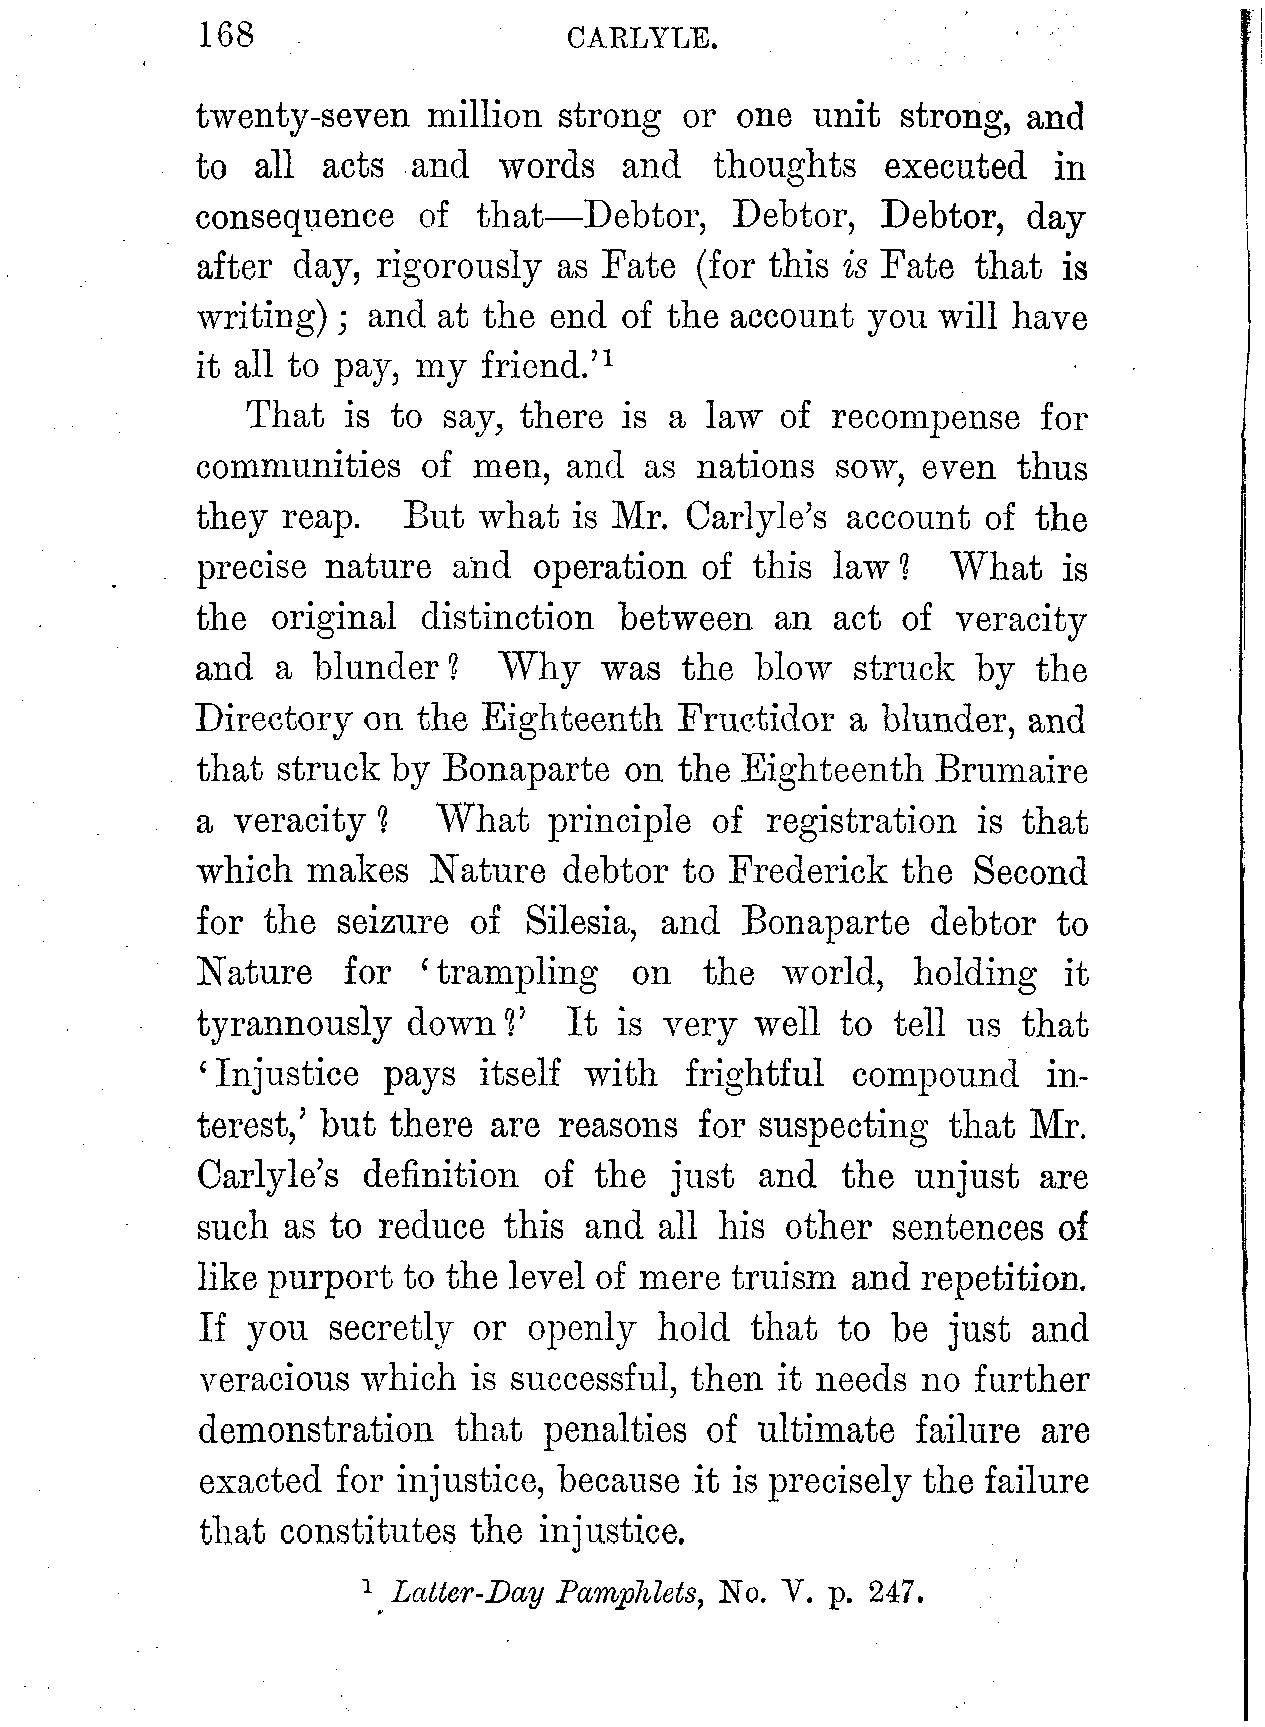 168 CARLYLE.
twenty-seven million strong or one unit strong, and
to all acts and words and thoughts executed in
consequence of that—Debtor, Debtor, Debtor, day
after day, rigorously as Fate (for this is Fate that is
writing); and at the end of the account you will have
it all to pay, my friend.'1
That is to say, there is a law of recompense for
communities of men, and as nations sow, even thus
they reap. But what is Mr. Carlyle's account of the
precise nature and operation of this law? What is
the original distinction between an act of veracity
and a blunder? Why was the blow struck by the
Directory on the Eighteenth Fructidor a blunder, and
that struck by Bonaparte on the Eighteenth Brumaire
a veracity? What principle of registration is that
which makes Nature debtor to Frederick the Second
for the seizure of Silesia, and Bonaparte debtor to
Nature for 'trampling on the world, holding it
tyrannously down?' It is very well to tell us that
'Injustice pays itself with frightful compound in-
terest,' but there are reasons for suspecting that Mr.
Carlyle's definition of the just and the unjust are
such as to reduce this and all his other sentences of
like purport to the level of mere truism and repetition.
If you secretly or openly hold that to be just and
veracious which is successful, then it needs no further
demonstration that penalties of ultimate failure are
exacted for injustice, because it is precisely the failure
that constitutes the injustice.
1 Latter-Day Pamphlets, No. V. p. 247.